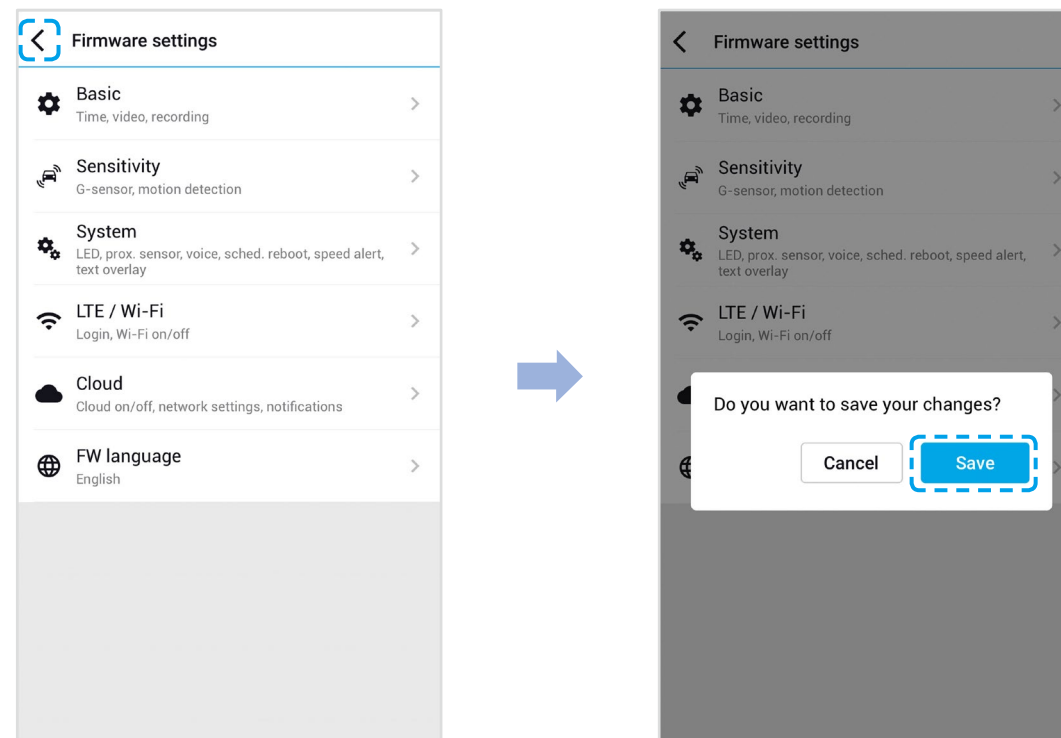 Firmware settings
Basic
Time, video, recording
Sensitivity
G-sensor, motion detection
System
LED, prox. sensor, voice, sched. reboot, speed alert,
text overlay
LTE / Wi-Fi
Login, Wi-Fi on/off
Cloud
Cloud on/off, network settings, notifications
FW language
English
Firmware settings
Basic
Time, video, recording
Sensitivity
G-sensor, motion detection
System
LED, prox. sensor, voice, sched. reboot, speed alert,
text overlay
LTE / Wi-Fi
Login, Wi-Fi on/off
Do you want to save your changes?
Cancel
Save